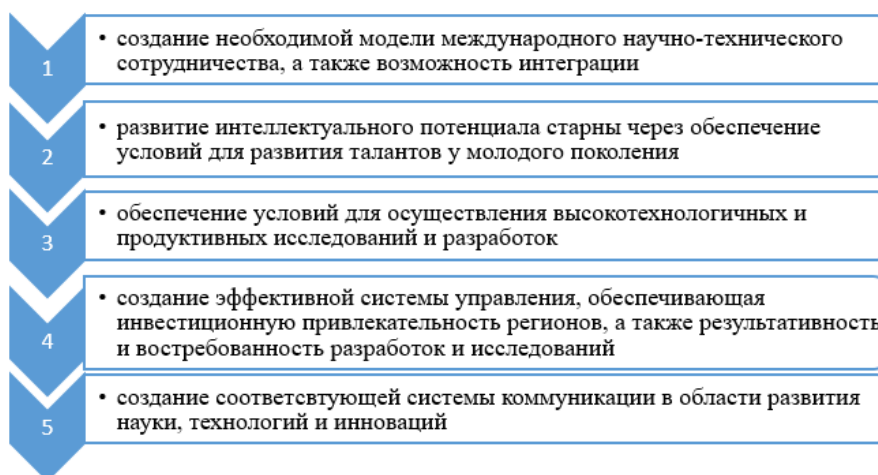 1
• создание необходимой модели международного научно-технического
сотрудничества, а также возможность интеграции
2
• развитие интеллектуального потенциала старны через обеспечение
условий для развития талантов у молодого поколения
3
• обеспечение условий для осуществления высокотехнологичных и
продуктивных исследований и разработок
4
• создание эффективной системы управления, обеспечивающая
инвестиционную привлекательность регионов, а также результативность
и востребованность разработок и исследований
5
• создание соответсвтующей системы коммуникации в области развития
науки, технологий и инноваций